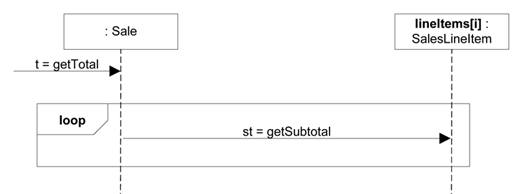 : Sale
lineItems[i] :
SalesLineItem
t = getTotal
loop
st = getSubtotal